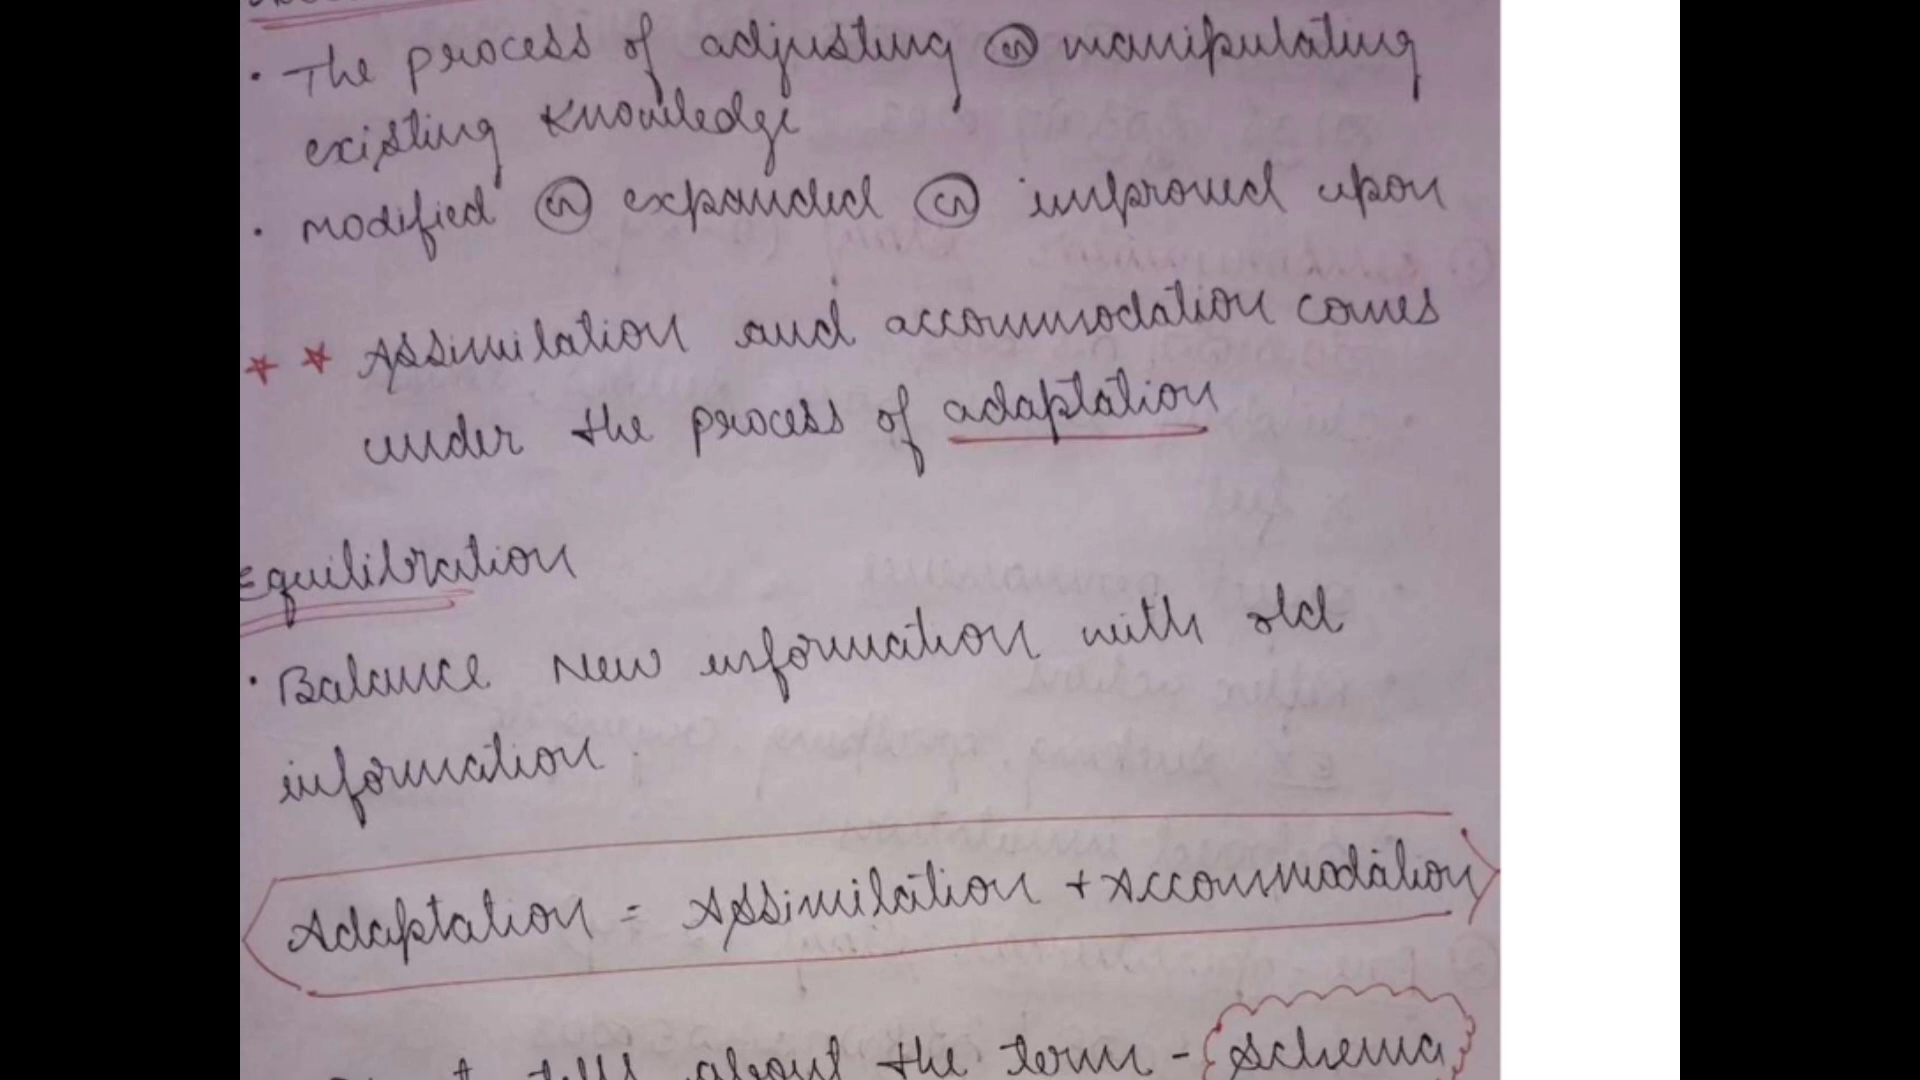 • The process of adjusting or manipulating
existing knowledge
• modified or expanded or improved upon
★ ★ Assimilation and accommodation comes
under the process of adaptation
Equilibration
• Balance New information with old
information.
Adaptation = Assimilation + Accommodation
about the term - Schema